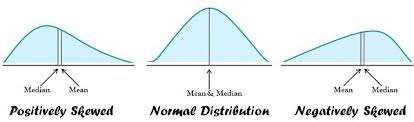 Median Mean
Positively Skewed
Mean & Median
Normal Distribution
Median Mean
Negatively Skewed